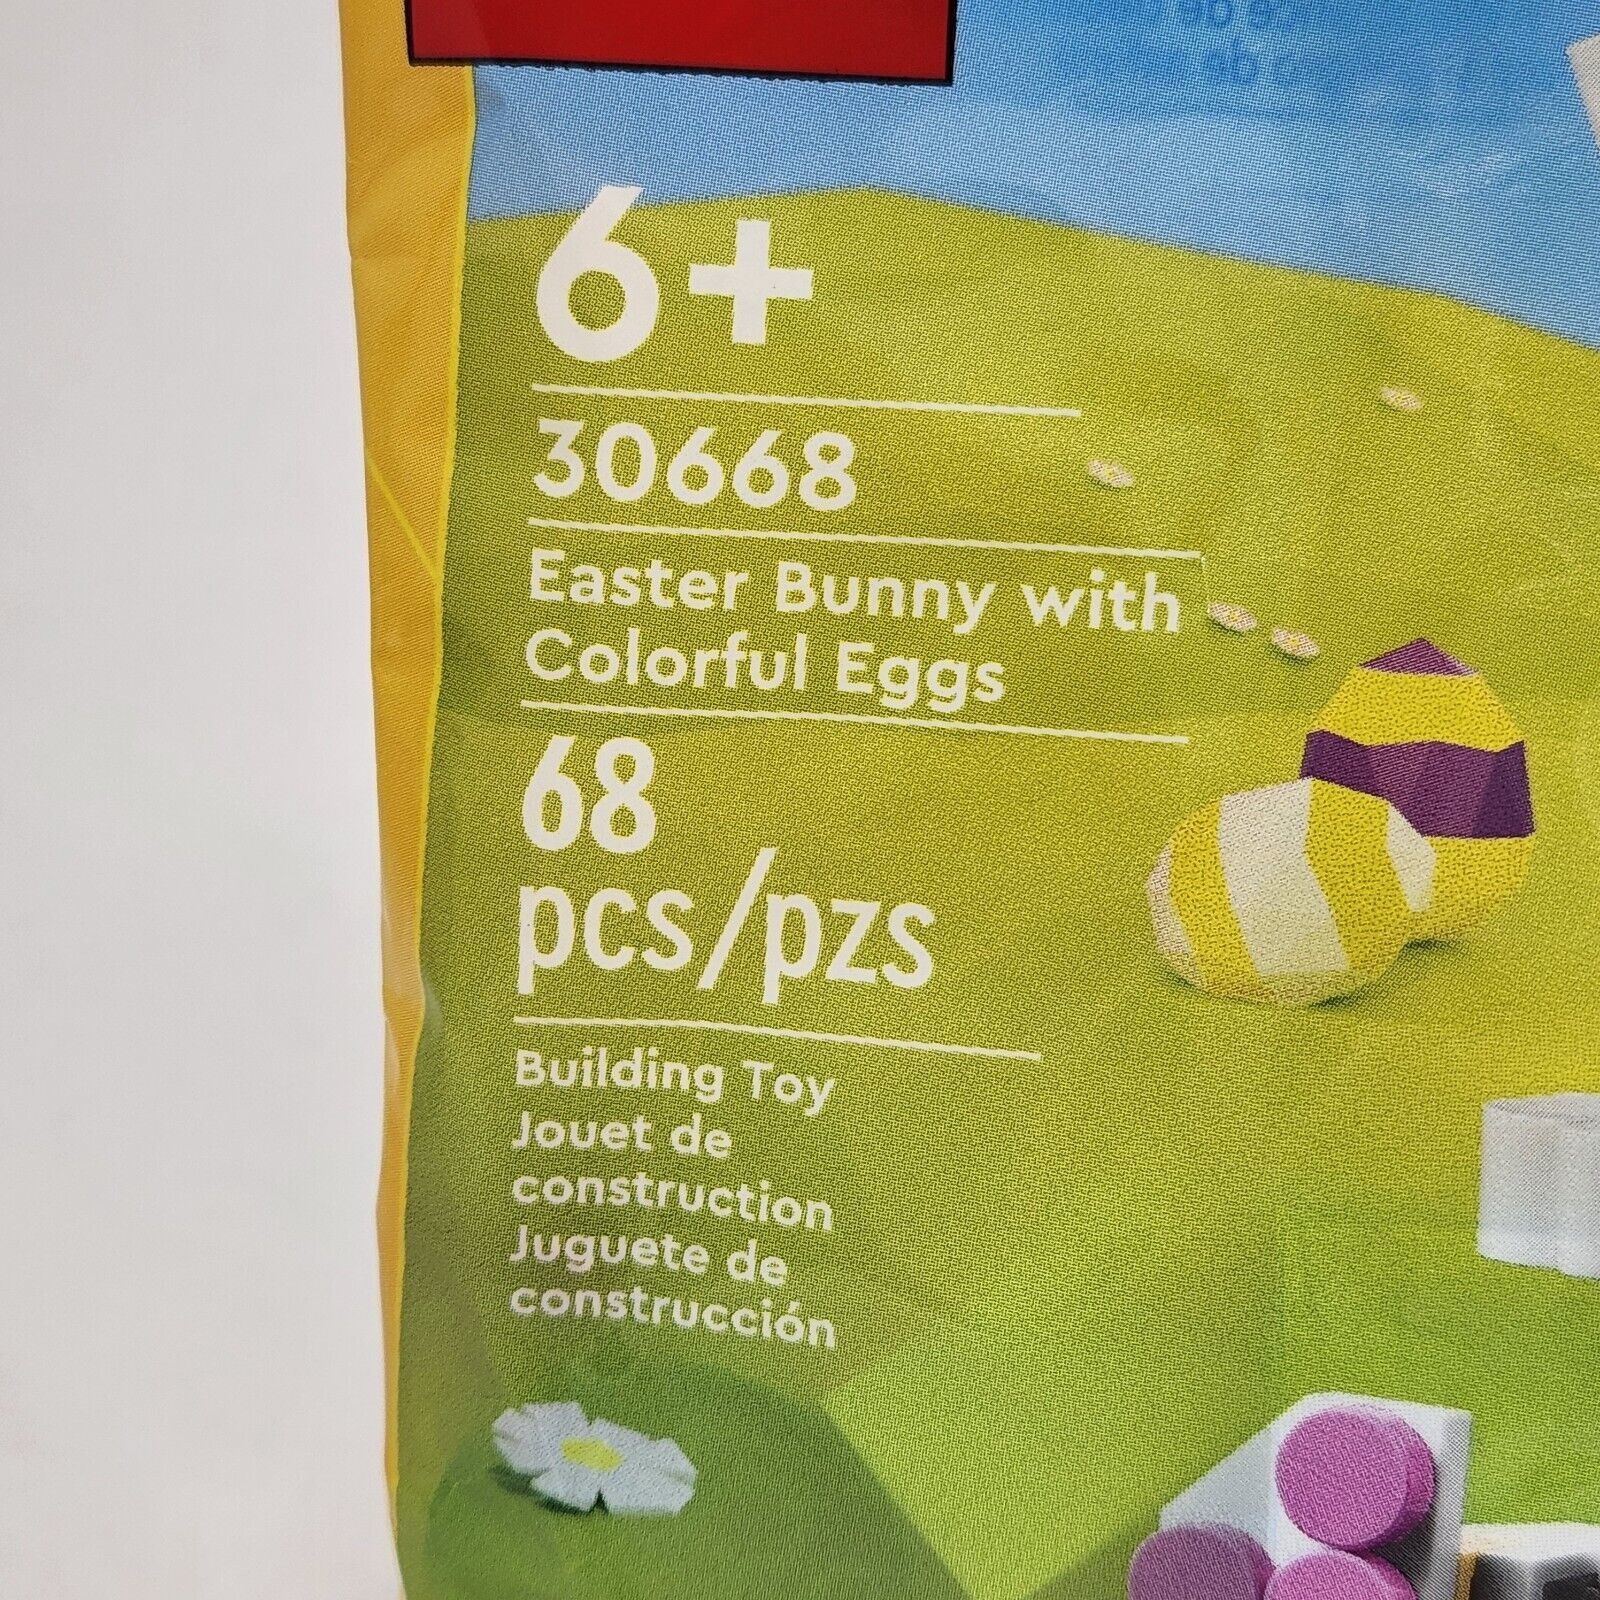 6+
30668
Easter Bunny with
Colorful Eggs
68
pcs/pzs
Building Toy
Jouet de
construction
Juguete de
construcción